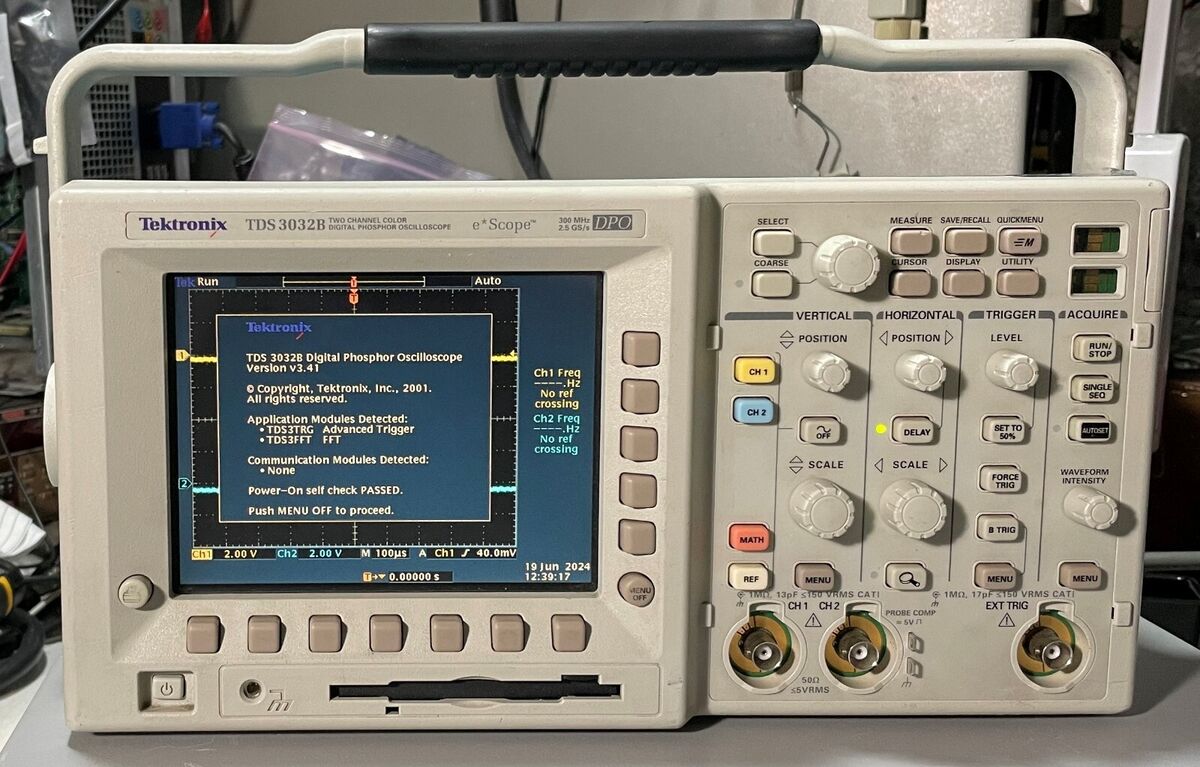 Tektronix TDS 3032B TWO CHANNEL COLOR
DIGITAL PHOSPHOR OSCILLOSCOPE
e*Scope™
300 MHz
2.5 GS/s DPO
Tek Run
Auto
T
T
Tektronix
TDS 3032B Digital Phosphor Oscilloscope
Version v3.41
© Copyright, Tektronix, Inc., 2001.
All rights reserved.
Application Modules Detected:
•TDS3TRG Advanced Trigger
•TDS3FFT FFT
Communication Modules Detected:
•None
Power-On self check PASSED.
Push MENU OFF to proceed.
1
2
Ch1 Freq
----.Hz
No ref
crossing
Ch2 Freq
----.Hz
No ref
crossing
Ch1 2.00 V Ch2 2.00 V M 100µs A Ch1 40.0mV
T 0.00000 s
19 Jun 2024
12:39:17
MENU
OFF
SELECT
COARSE
MEASURE SAVE/RECALL QUICKMENU
M
CURSOR DISPLAY UTILITY
VERTICAL HORIZONTAL TRIGGER ACQUIRE
POSITION POSITION LEVEL
RUN/
STOP
CH 1
SINGLE
SEQ
CH 2
OFF
DELAY
SET TO
50%
AUTOSET
SCALE SCALE
FORCE
TRIG
WAVEFORM
INTENSITY
B TRIG
MATH
REF MENU MENU MENU
1MΩ, 13pF ≤150 VRMS CAT I
1MΩ, 17pF ≤150 VRMS CAT I
CH 1 CH 2
PROBE COMP
≈5V
EXT TRIG
50Ω
≤5VRMS